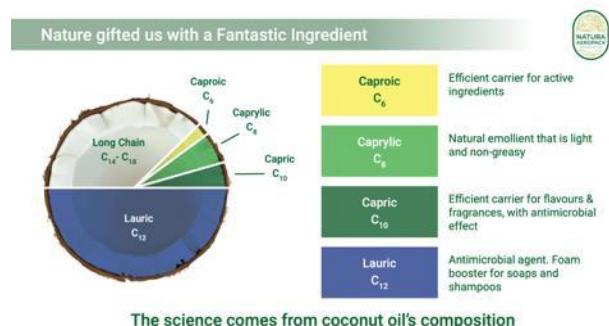 Nature gifted us with a Fantastic Ingredient
NATURA
AEROPACK
Caproic
C₆
Caprylic
C₈
Capric
C₁₀
Long Chain
C₁₄- C₁₈
Lauric
C₁₂
Caproic
C₆
Efficient carrier for active
ingredients
Caprylic
C₈
Natural emollient that is light
and non-greasy
Capric
C₁₀
Efficient carrier for flavours &
fragrances, with antimicrobial
effect
Lauric
C₁₂
Antimicrobial agent. Foam
booster for soaps and
shampoos
The science comes from coconut oil's composition